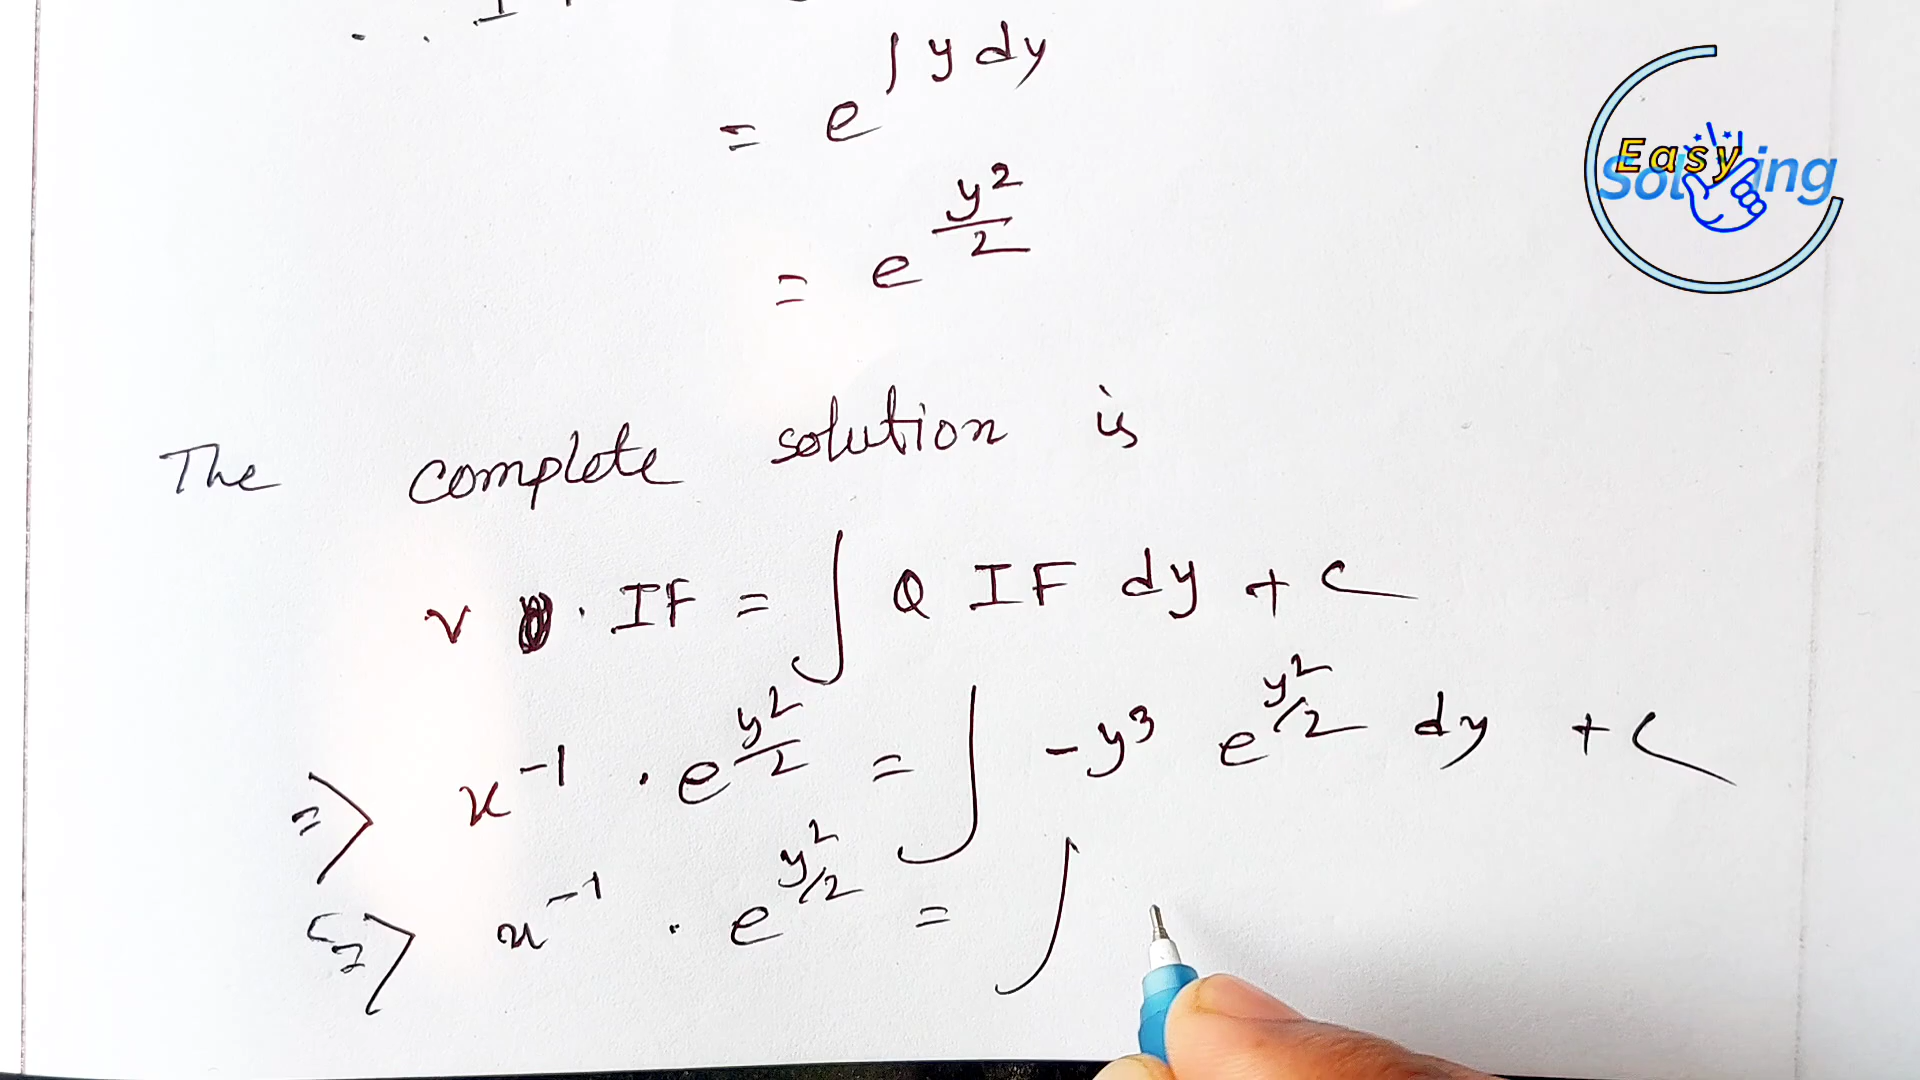 = e^{∫ y dy}
= e^{y²/2}
The complete solution is
v . IF = ∫ Q IF dy + c
=> x⁻¹ . e^{y²/2} = ∫ -y³ e^{y²/2} dy + c
=> x⁻¹ . e^{y²/2} = ∫
Easy
Solving